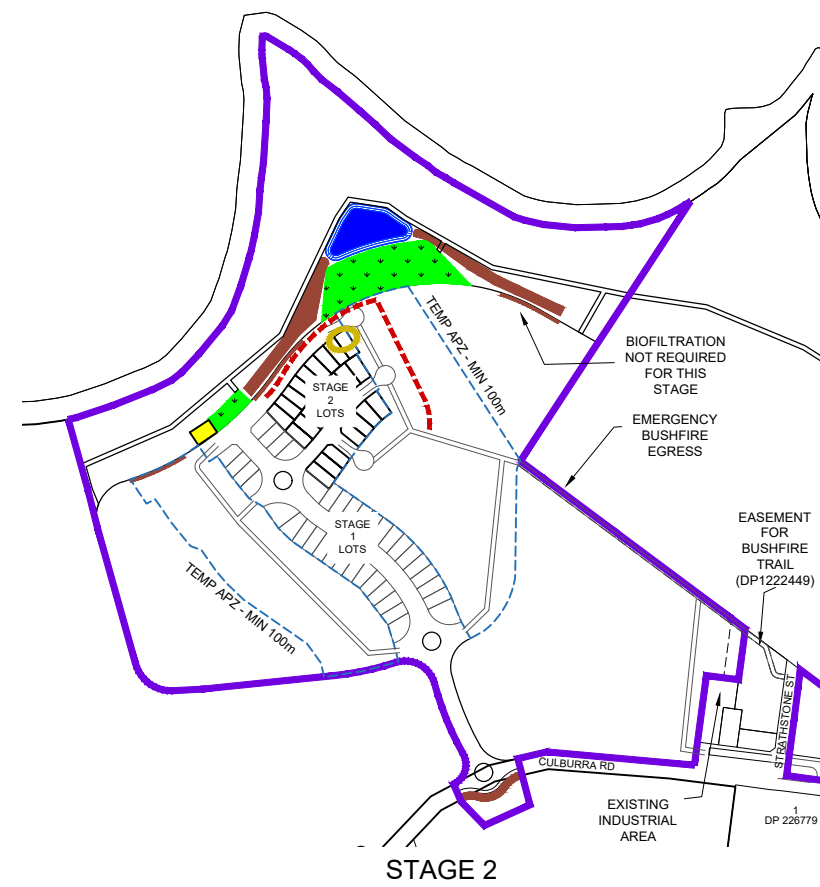 TEMP APZ - MIN 100m
BIOFILTRATION
NOT REQUIRED
FOR THIS
STAGE
STAGE
2
LOTS
EMERGENCY
BUSHFIRE
EGRESS
EASEMENT
FOR
BUSHFIRE
TRAIL
(DP1222449)
STAGE
1
LOTS
TEMP APZ - MIN 100m
STRATHSTONE ST
CULBURRA RD
EXISTING
INDUSTRIAL
AREA
1
DP 226779
STAGE 2